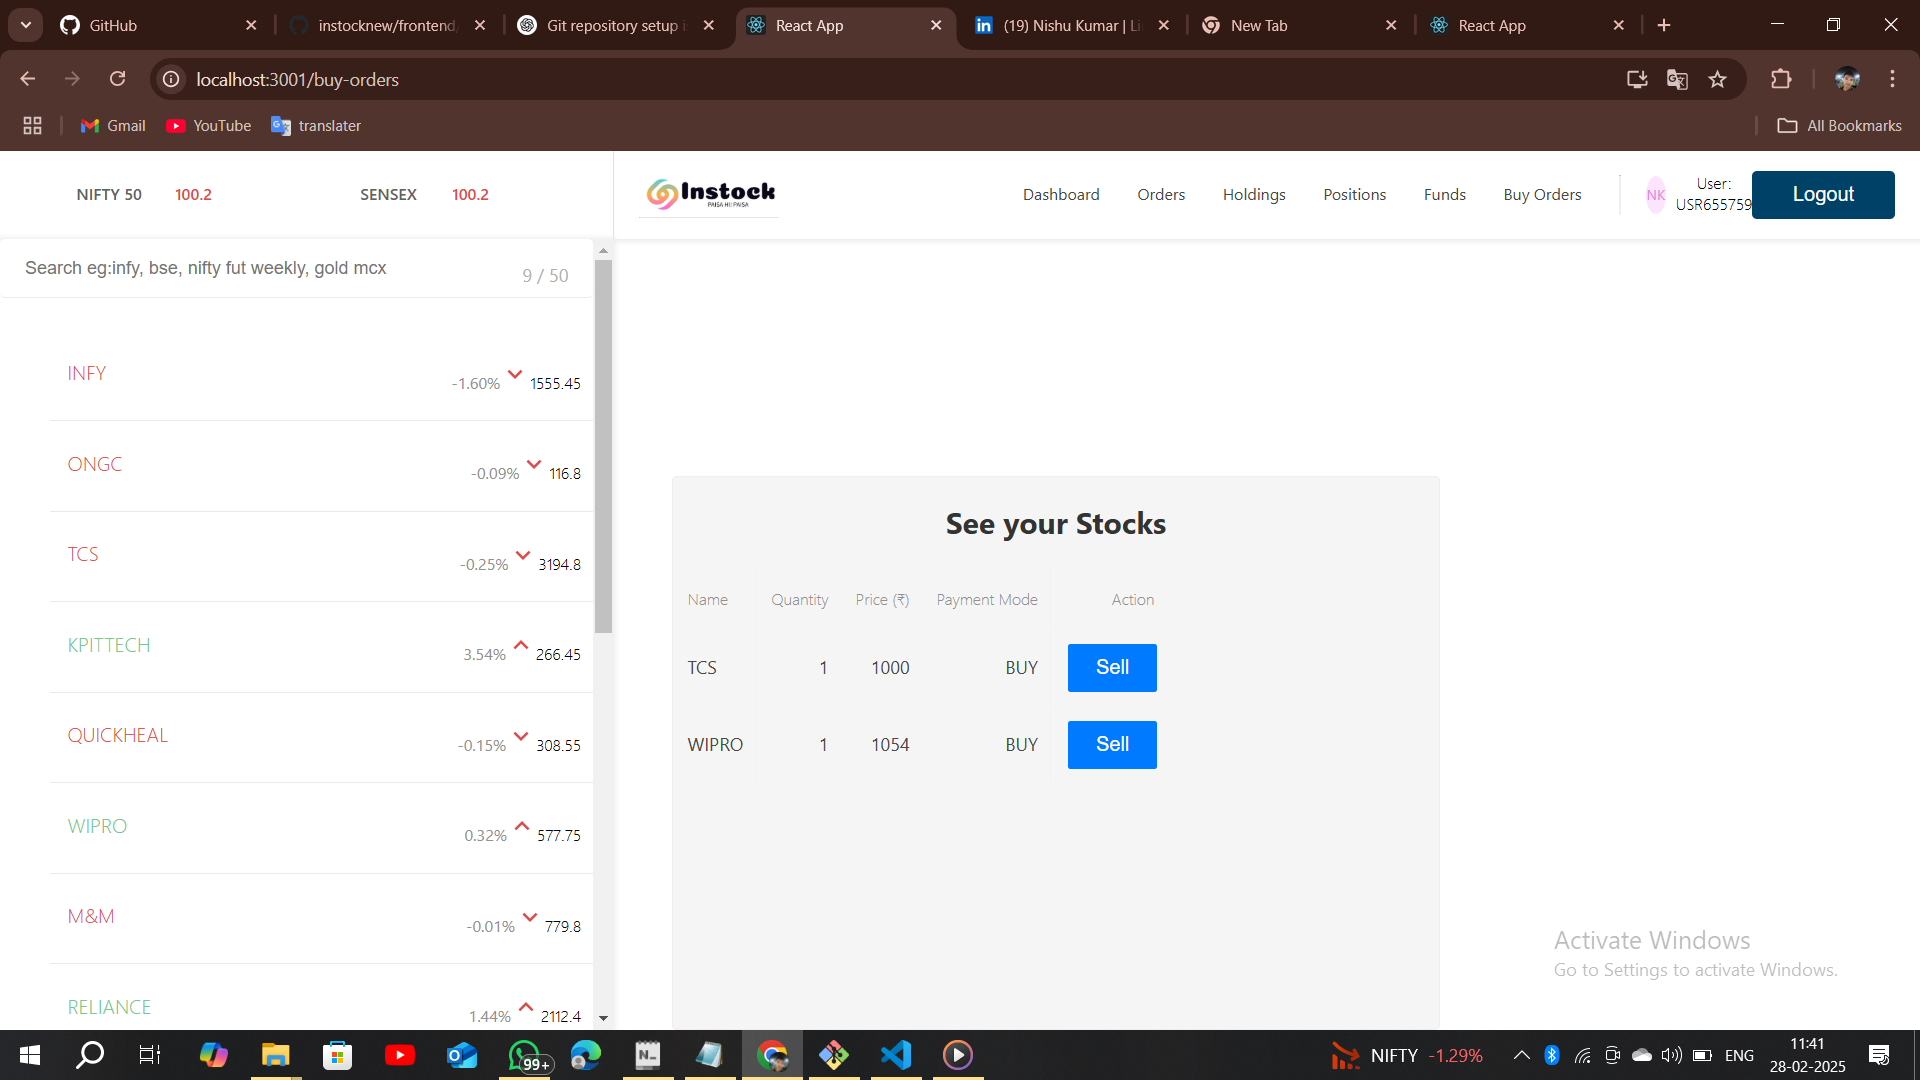 GitHub
instocknew/frontend
Git repository setup i
React App
(19) Nishu Kumar | Li
New Tab
React App
localhost:3001/buy-orders
Gmail
YouTube
translater
All Bookmarks
NIFTY 50 100.2 SENSEX 100.2
Instock
PAISA HI PAISA
Dashboard Orders Holdings Positions Funds Buy Orders
NK
User:
USR655759
Logout
Search eg:infy, bse, nifty fut weekly, gold mcx
9 / 50
INFY -1.60% 1555.45
ONGC -0.09% 116.8
TCS -0.25% 3194.8
KPITTECH 3.54% 266.45
QUICKHEAL -0.15% 308.55
WIPRO 0.32% 577.75
M&M -0.01% 779.8
RELIANCE 1.44% 2112.4
See your Stocks
Name Quantity Price (₹) Payment Mode Action
TCS 1 1000 BUY Sell
WIPRO 1 1054 BUY Sell
Activate Windows
Go to Settings to activate Windows.
99+
NIFTY -1.29%
ENG
11:41
28-02-2025